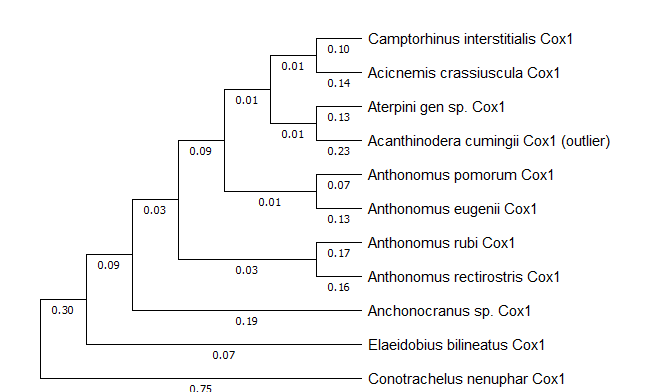 Camptorhinus interstitialis Cox1
0.10
0.01
Acicnemis crassiuscula Cox1
0.14
0.01
Aterpini gen sp. Cox1
0.13
0.01
Acanthinodera cumingii Cox1 (outlier)
0.23
0.09
Anthonomus pomorum Cox1
0.07
0.01
Anthonomus eugenii Cox1
0.13
0.03
Anthonomus rubi Cox1
0.17
0.09
0.03
Anthonomus rectirostris Cox1
0.16
0.30
Anchonocranus sp. Cox1
0.19
Elaeidobius bilineatus Cox1
0.07
Conotrachelus nenuphar Cox1
0.75